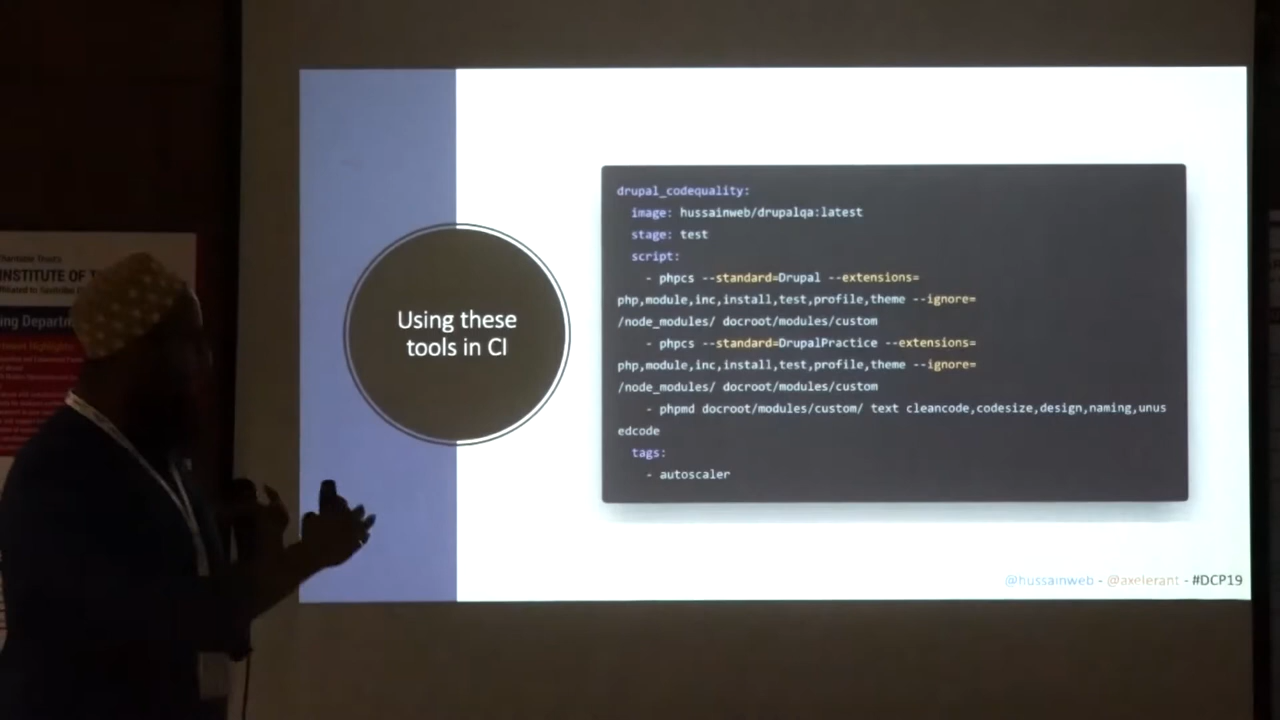 INSTITUTE OF
ing Departm
Using these
tools in CI
drupal_codequality:
image: hussainweb/drupalqa:latest
stage: test
script:
- phpcs --standard=Drupal --extensions=
php,module,inc,install,test,profile,theme --ignore=
/node_modules/ docroot/modules/custom
- phpcs --standard=DrupalPractice --extensions=
php,module,inc,install,test,profile,theme --ignore=
/node_modules/ docroot/modules/custom
- phpmd docroot/modules/custom/ text cleancode,codesize,design,naming,unus
edcode
tags:
- autoscaler
@hussainweb - @axelerant - #DCP19